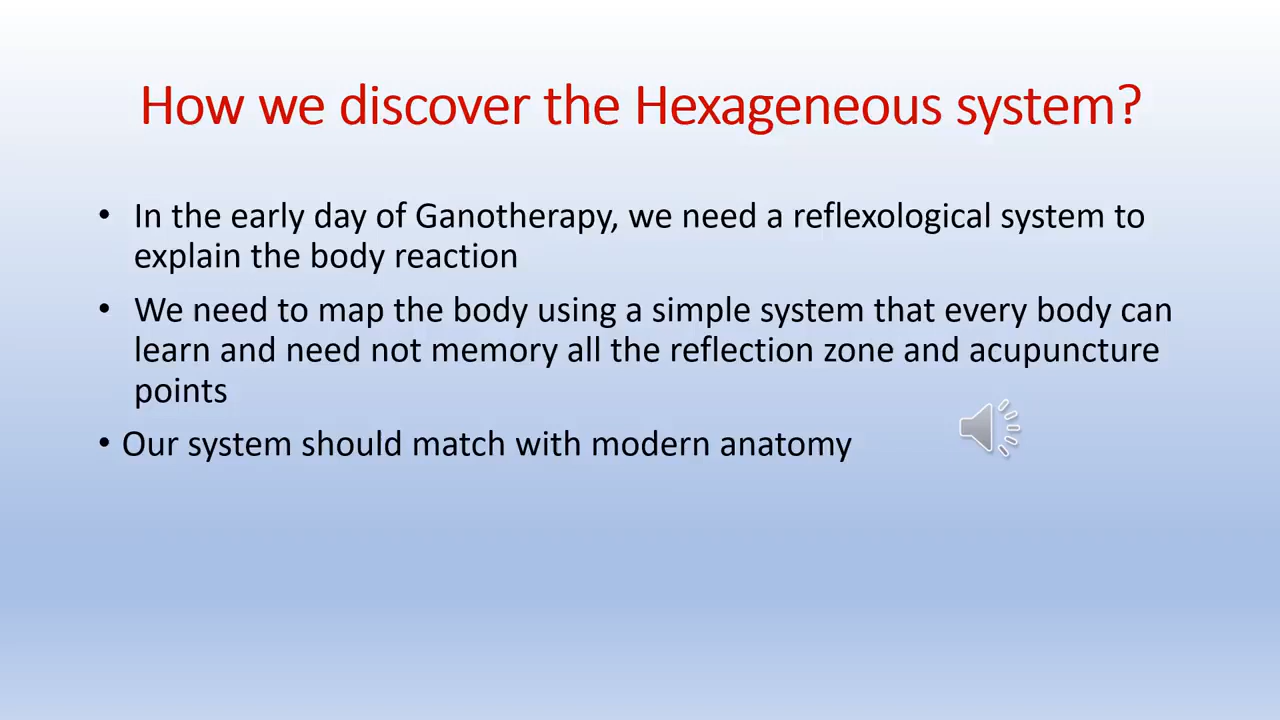 How we discover the Hexageneous system?
• In the early day of Ganotherapy, we need a reflexological system to
explain the body reaction
• We need to map the body using a simple system that every body can
learn and need not memory all the reflection zone and acupuncture
points
• Our system should match with modern anatomy